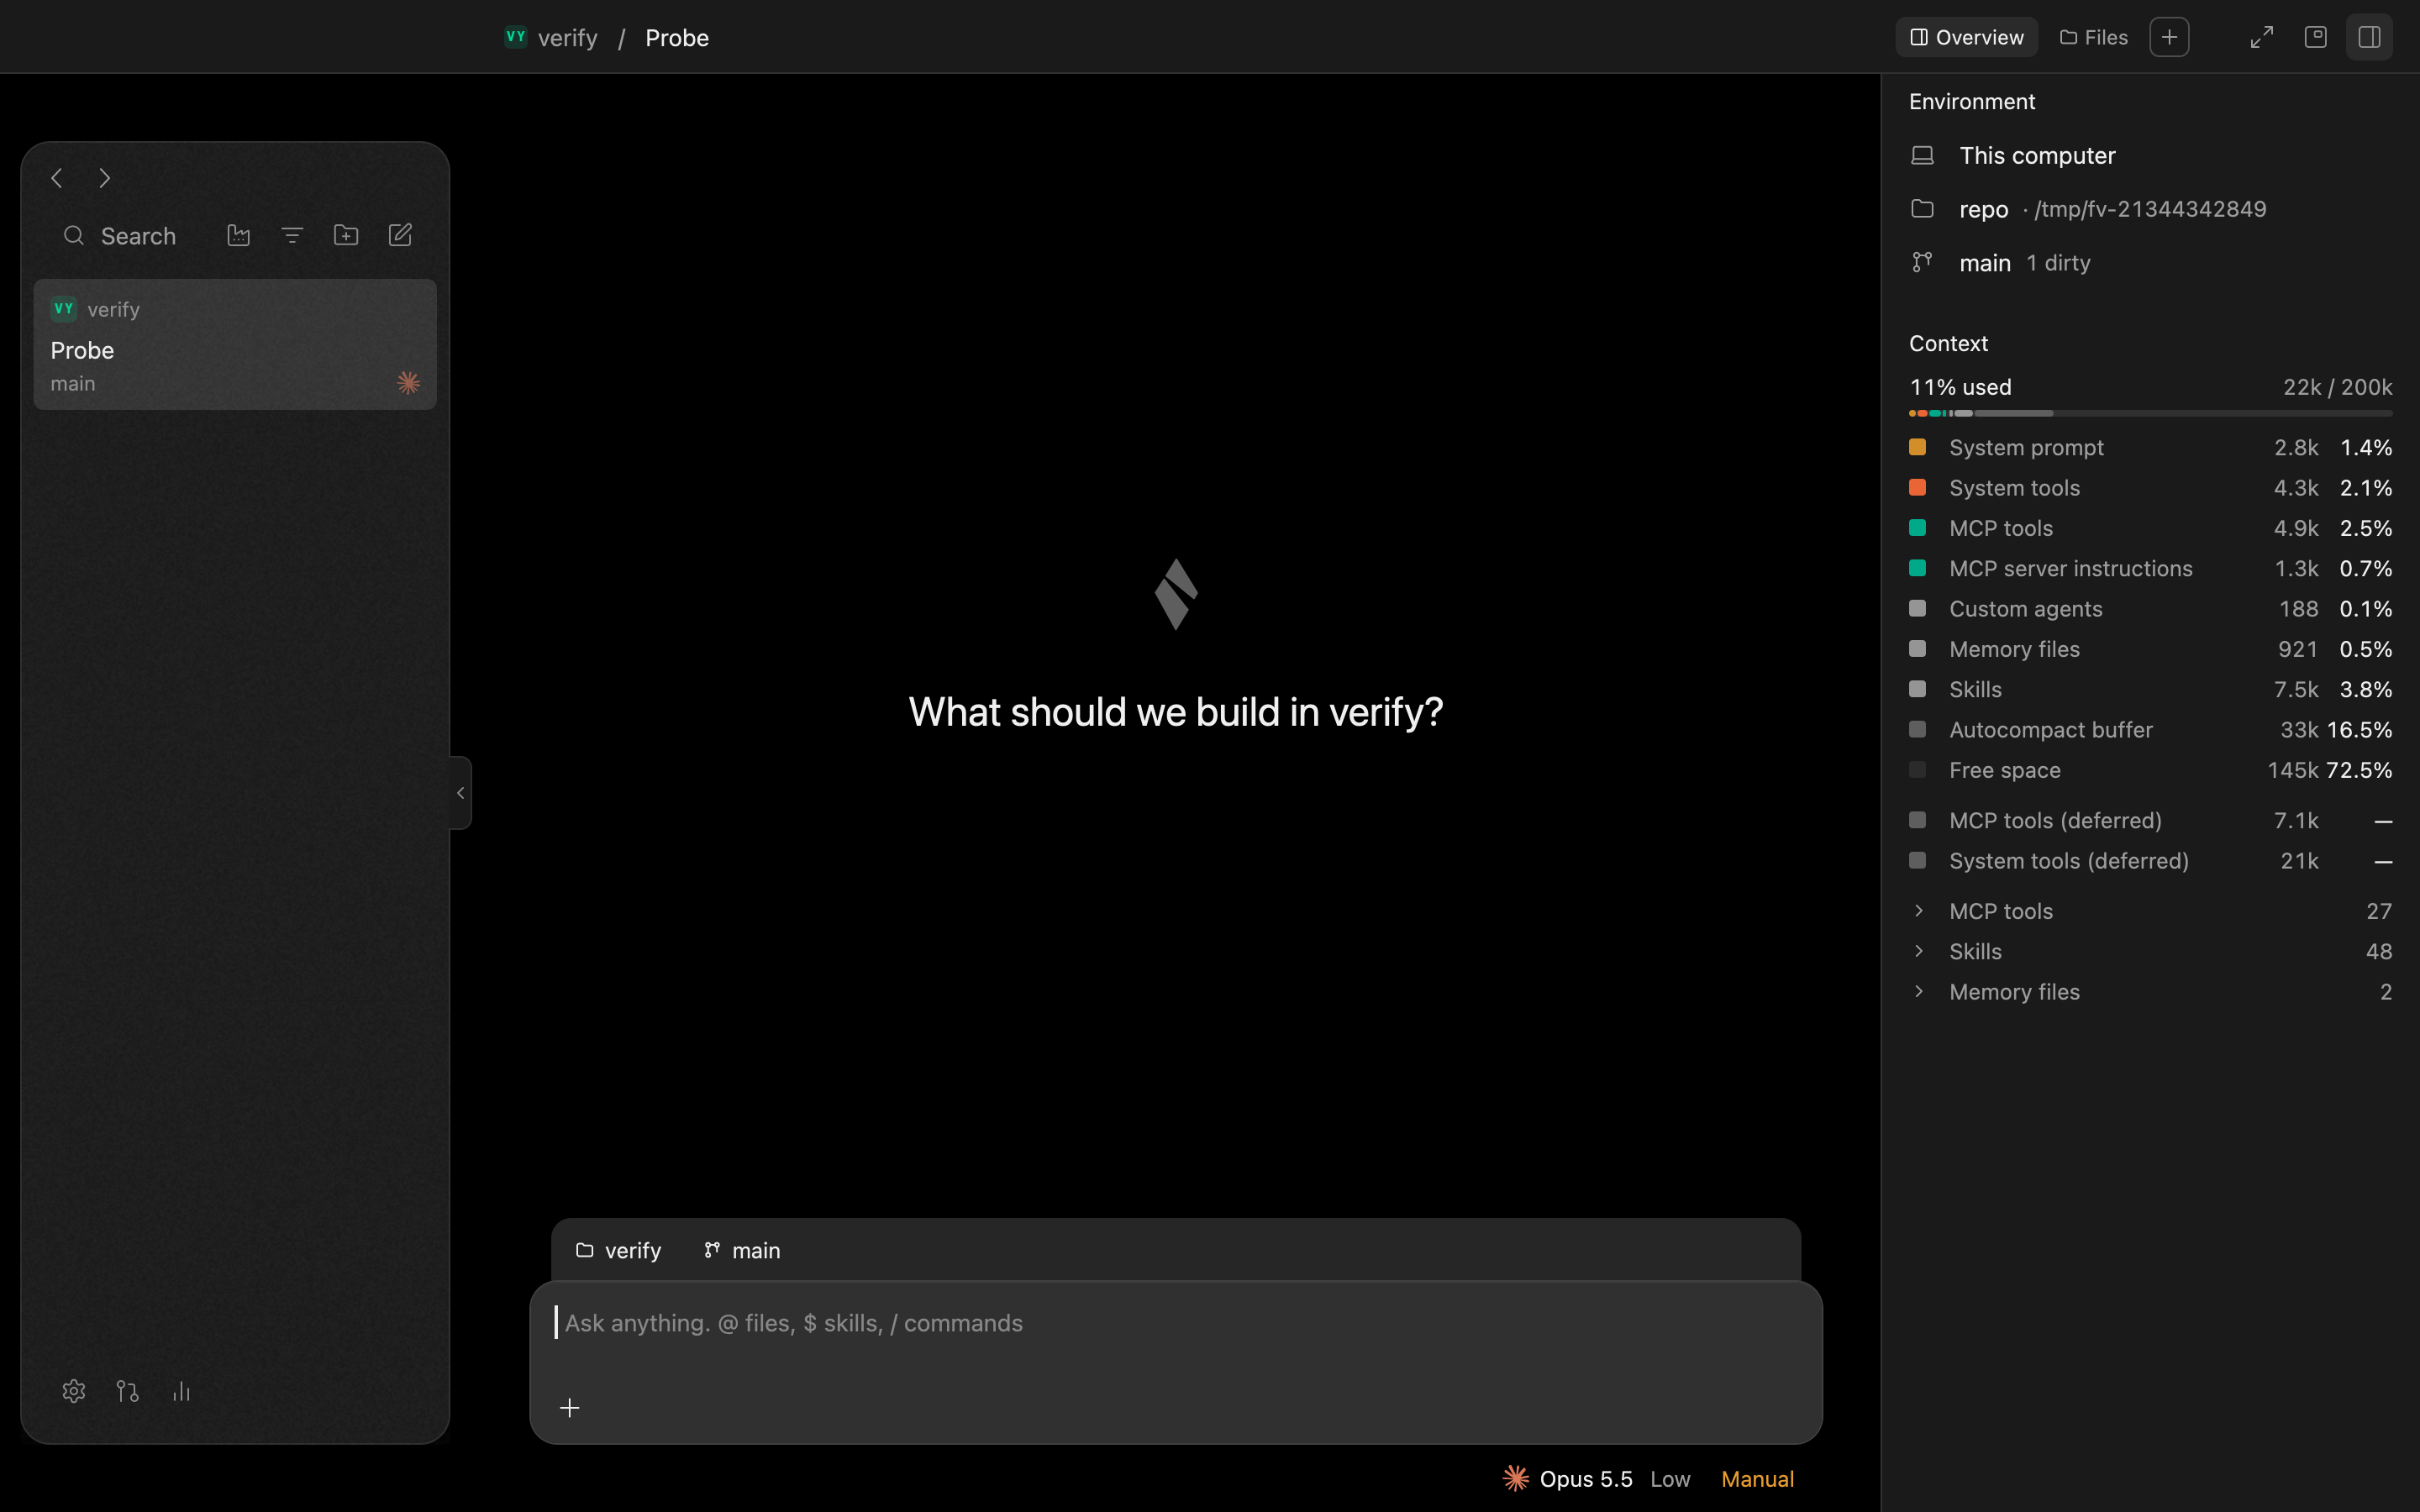 VY verify / Probe
Overview
Files
Search
VY verify
Probe
main
What should we build in verify?
verify
main
Ask anything. @ files, $ skills, / commands
Opus 5.5 Low Manual
Environment
This computer
repo · /tmp/fv-21344342849
main 1 dirty
Context
11% used 22k / 200k
System prompt 2.8k 1.4%
System tools 4.3k 2.1%
MCP tools 4.9k 2.5%
MCP server instructions 1.3k 0.7%
Custom agents 188 0.1%
Memory files 921 0.5%
Skills 7.5k 3.8%
Autocompact buffer 33k 16.5%
Free space 145k 72.5%
MCP tools (deferred) 7.1k —
System tools (deferred) 21k —
MCP tools 27
Skills 48
Memory files 2